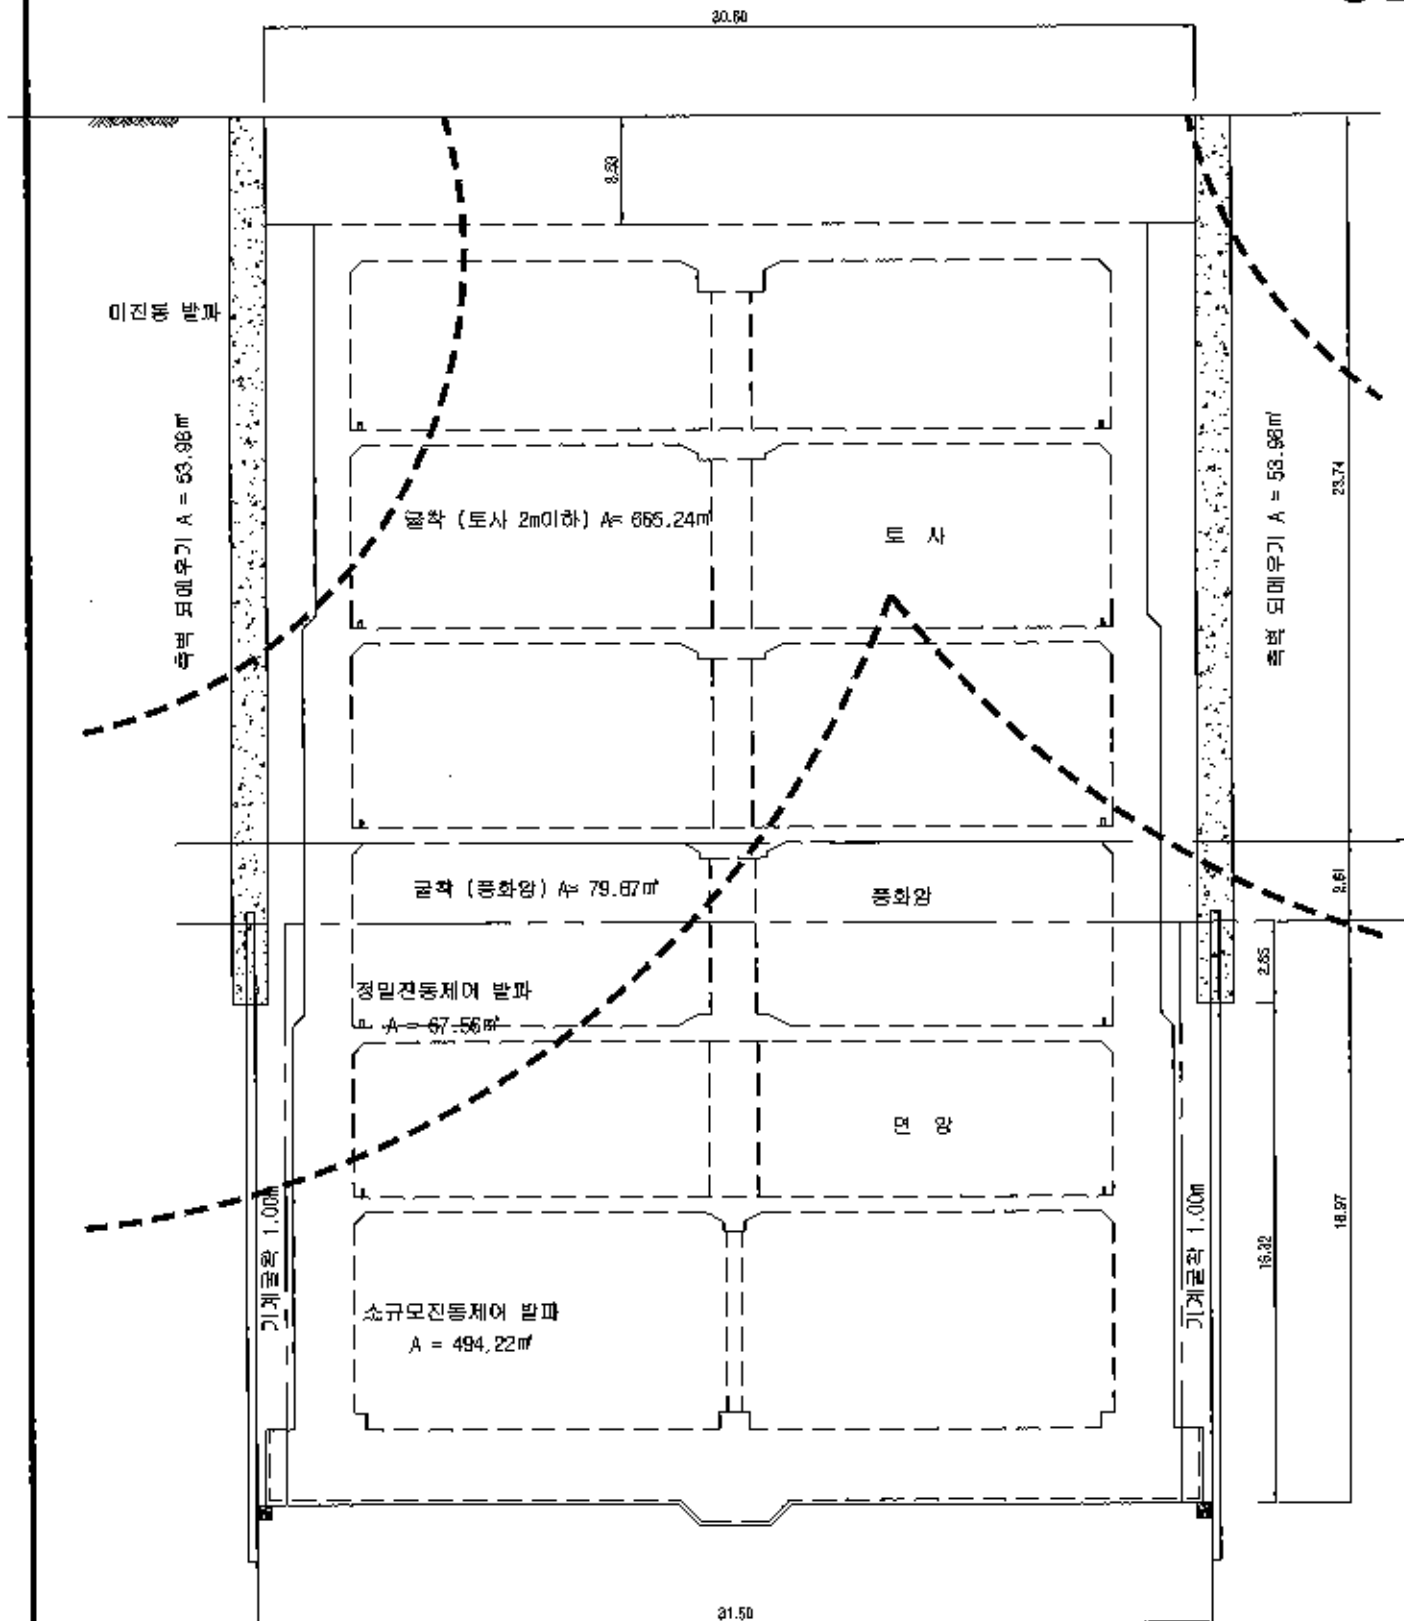 30.50
3.53
미진동 발파
측벽 되메우기 A = 53.98㎡
굴착 (토사 2m이하) A= 665.24㎡
토 사
측벽 되메우기 A = 53.98㎡
23.74
굴착 (풍화암) A= 79.67㎡
풍화암
2.61
2.65
정밀진동제어 발파
A = 67.56㎡
연 암
기계굴착 1.00m
기계굴착 1.00m
16.32
18.97
소규모진동제어 발파
A = 494.22㎡
31.50